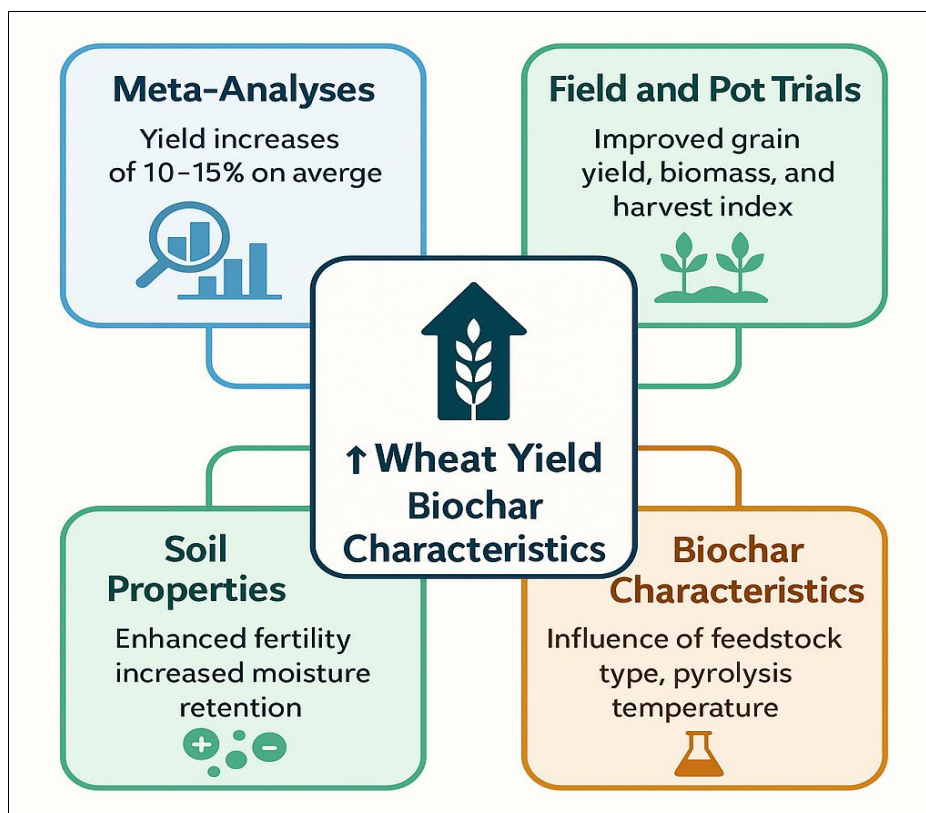 Meta-Analyses
Yield increases
of 10-15% on averge
Field and Pot Trials
Improved grain
yield, biomass, and
harvest index
↑ Wheat Yield
Biochar
Characteristics
Soil
Properties
Enhanced fertility
increased moisture
retention
Biochar
Characteristics
Influence of feedstock
type, pyrolysis
temperature